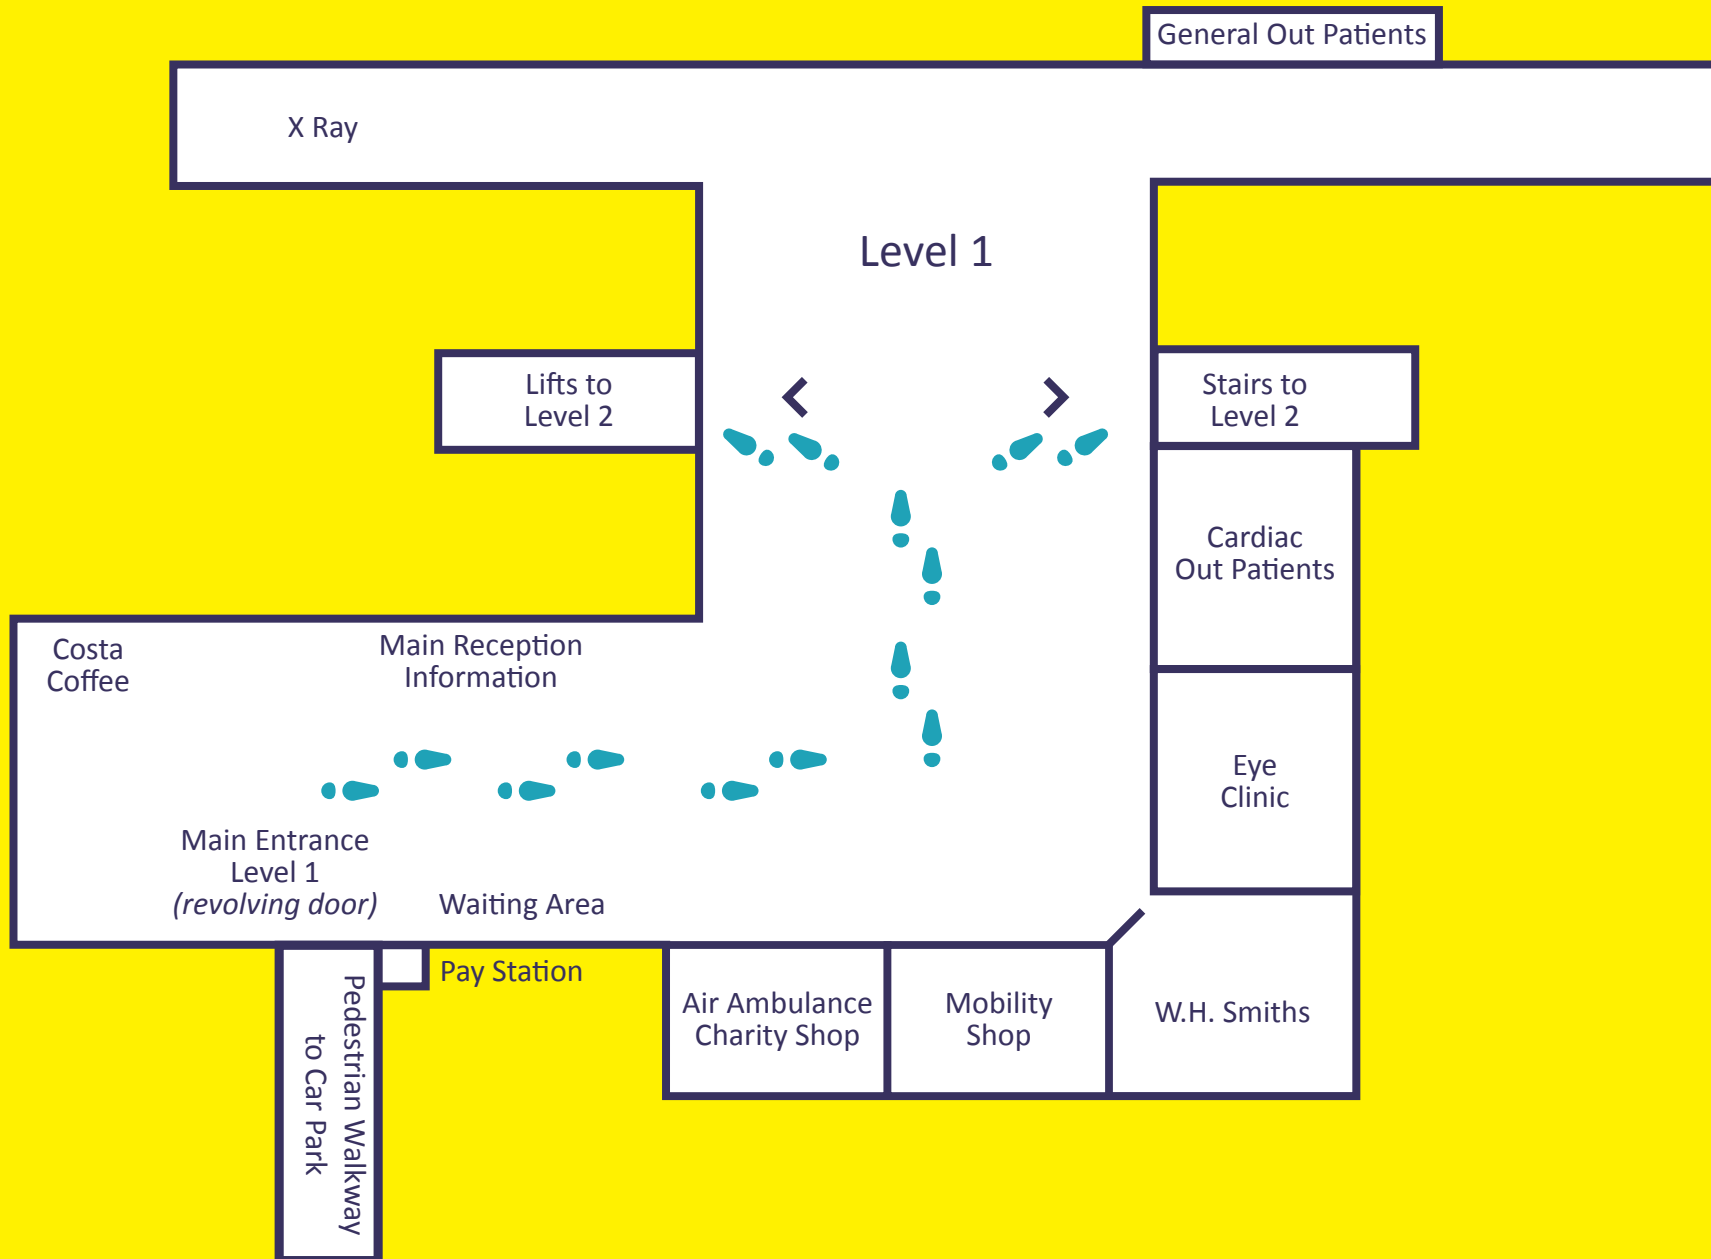 General Out Patients
X Ray
Level 1
Lifts to
Level 2
Stairs to
Level 2
Cardiac
Out Patients
Costa
Coffee
Main Reception
Information
Eye
Clinic
Main Entrance
Level 1
(revolving door)
Waiting Area
Pay Station
Pedestrian Walkway
to Car Park
Air Ambulance
Charity Shop
Mobility
Shop
W.H. Smiths